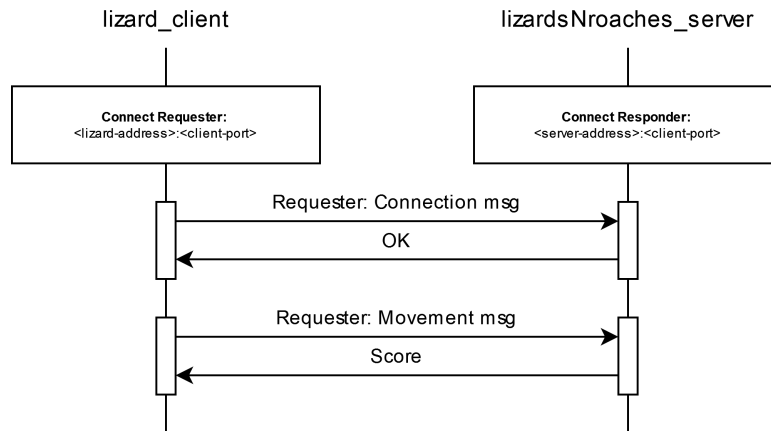 lizard_client
lizardsNroaches_server
Connect Requester:
<lizard-address>:<client-port>
Connect Responder:
<server-address>:<client-port>
Requester: Connection msg
OK
Requester: Movement msg
Score